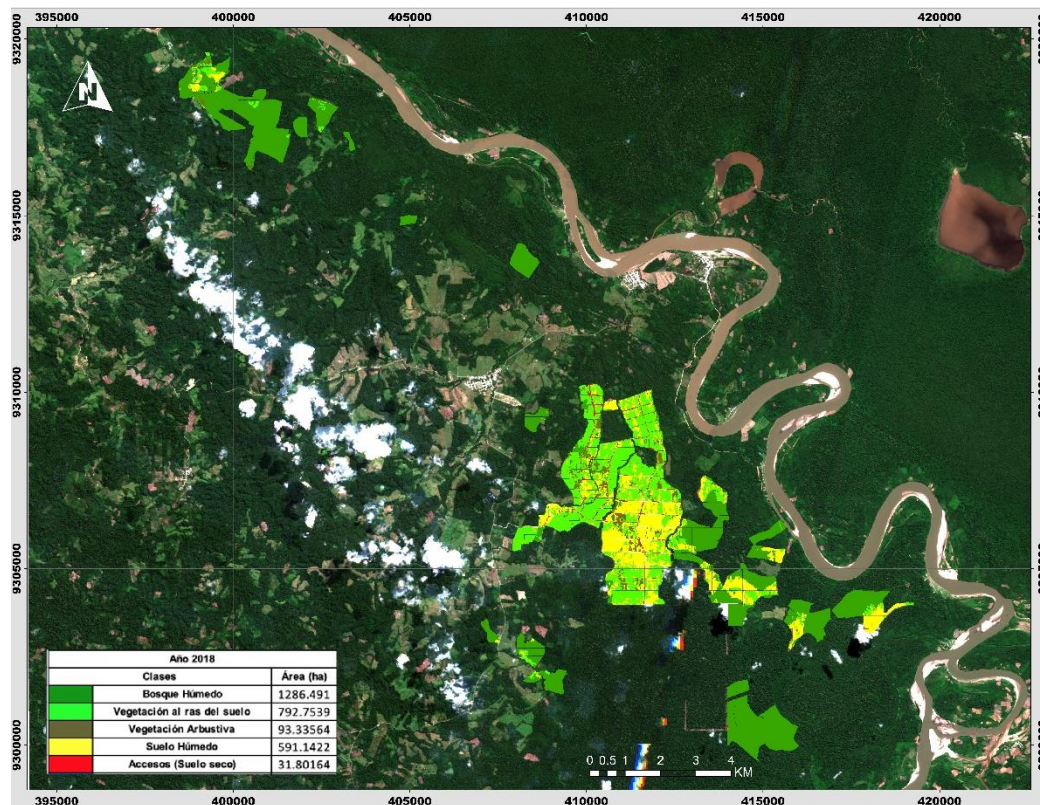 395000 400000 405000 410000 415000 420000
9320000
9315000
9310000
9305000
9300000
N
Año 2018
Clases Área (ha)
Bosque Húmedo 1286.491
Vegetación al ras del suelo 792.7539
Vegetación Arbustiva 93.33564
Suelo Húmedo 591.1422
Accesos (Suelo seco) 31.80164
0 0.5 1 2 3 4
KM
395000 400000 405000 410000 415000 420000